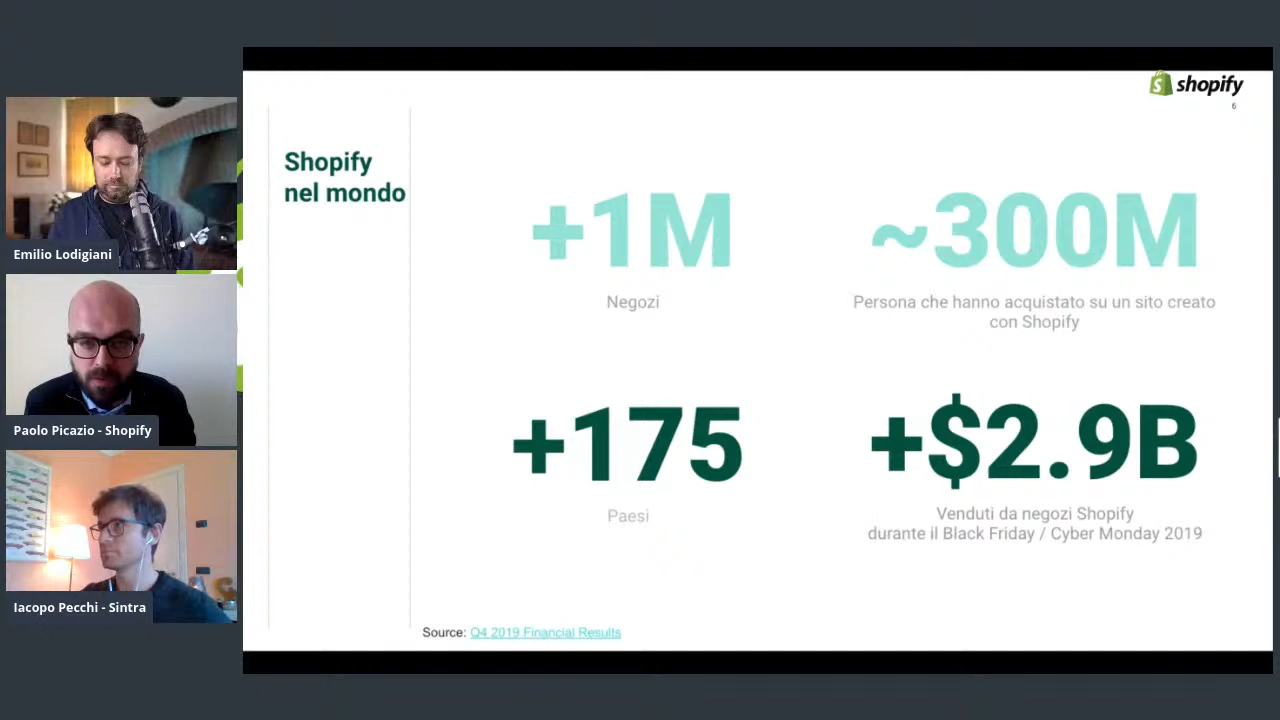 Emilio Lodigiani
Paolo Picazio - Shopify
Iacopo Pecchi - Sintra
shopify
6
Shopify
nel mondo
+1M
Negozi
~300M
Persona che hanno acquistato su un sito creato
con Shopify
+175
Paesi
+$2.9B
Venduti da negozi Shopify
durante il Black Friday / Cyber Monday 2019
Source: Q4 2019 Financial Results